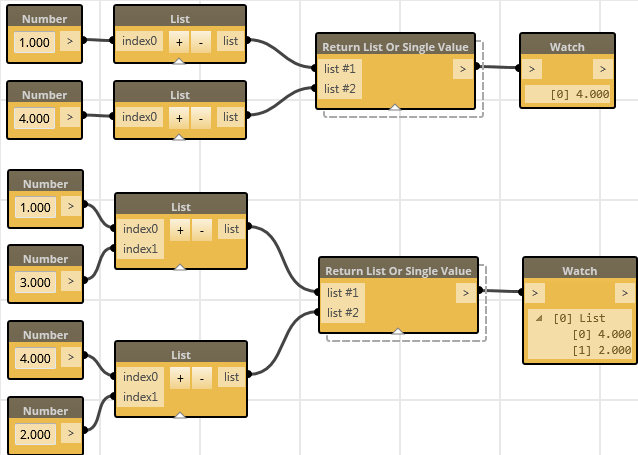 Number
1.000 >
List
index0 + - list
Number
4.000 >
List
index0 + - list
Return List Or Single Value
list #1 >
list #2
Watch
> >
[0] 4.000
Number
1.000 >
Number
3.000 >
List
index0 + - list
index1
Number
4.000 >
Number
2.000 >
List
index0 + - list
index1
Return List Or Single Value
list #1 >
list #2
Watch
> >
[0] List
[0] 4.000
[1] 2.000